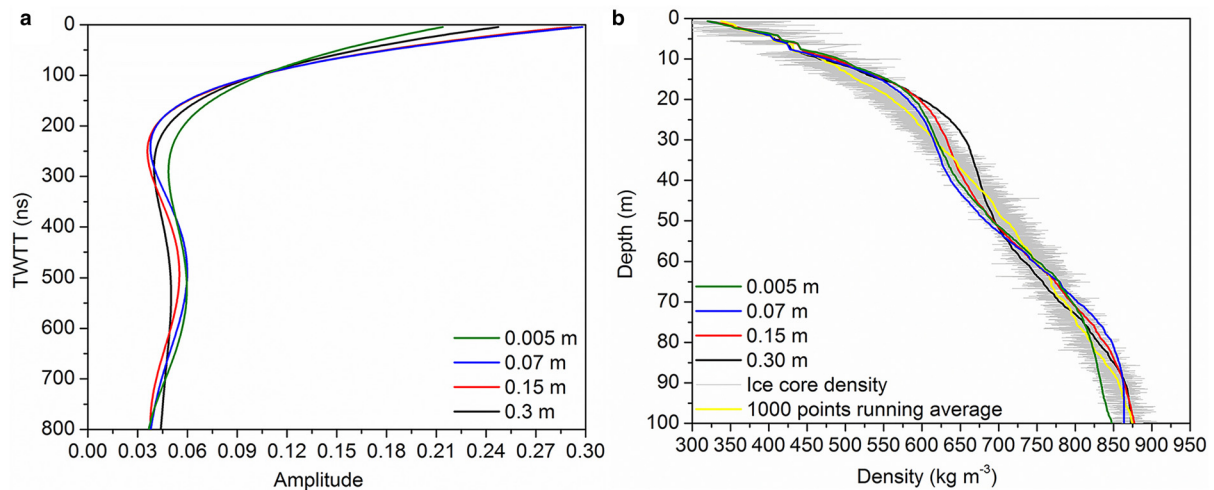 a
TWTT (ns)
0
100
200
300
400
500
600
700
800
0.00 0.03 0.06 0.09 0.12 0.15 0.18 0.21 0.24 0.27 0.30
Amplitude
0.005 m
0.07 m
0.15 m
0.3 m
b
Depth (m)
0
10
20
30
40
50
60
70
80
90
100
300 350 400 450 500 550 600 650 700 750 800 850 900 950
Density (kg m⁻³)
0.005 m
0.07 m
0.15 m
0.30 m
Ice core density
1000 points running average